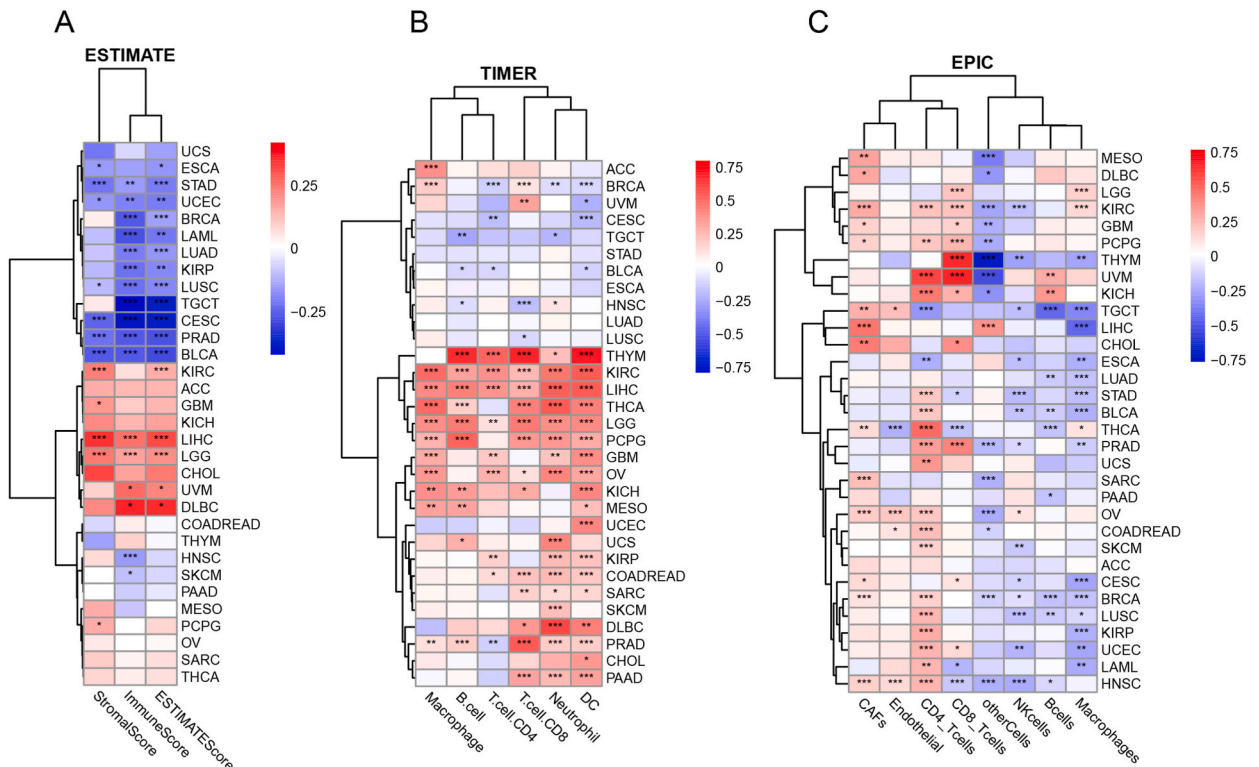 A
ESTIMATE
UCS
ESCA
* *
STAD
*** ** ***
UCEC
* ** **
BRCA
*** ***
LAML
*** **
LUAD
*** ***
KIRP
*** **
LUSC
* *** ***
TGCT
*** ***
CESC
*** *** ***
PRAD
*** *** ***
BLCA
*** *** ***
KIRC
*** ***
ACC
GBM
*
KICH
LIHC
*** *** ***
LGG
*** *** ***
CHOL
UVM
* *
DLBC
* *
COADREAD
THYM
HNSC
***
SKCM
*
PAAD
MESO
PCPG
*
OV
SARC
THCA
StromalScore
ImmuneScore
ESTIMATEScore
0.25
0
−0.25
B
TIMER
ACC
***
BRCA
*** *** *** ** ***
UVM
** *
CESC
** ***
TGCT
** *
STAD
BLCA
* * *
ESCA
HNSC
* *** *
LUAD
LUSC
*
THYM
*** *** *** * ***
KIRC
*** *** *** *** *** ***
LIHC
*** *** *** *** *** ***
THCA
*** *** *** *** ***
LGG
*** *** ** *** *** ***
PCPG
*** *** *** *** ***
GBM
*** ** ** ***
OV
*** *** * *** ***
KICH
** ** * ***
MESO
** ** *
UCEC
***
UCS
* ***
KIRP
** *** ***
COADREAD
* *** *** ***
SARC
** * *
SKCM
***
DLBC
* *** **
PRAD
** *** ** *** *** ***
CHOL
*
PAAD
*** *** ***
Macrophage
B.cell
T.cell.CD4
T.cell.CD8
Neutrophil
DC
0.75
0.5
0.25
0
−0.25
−0.5
−0.75
C
EPIC
MESO
** ***
DLBC
* *
LGG
*** ***
KIRC
*** *** *** *** *** ***
GBM
* * **
PCPG
* ** *** **
THYM
*** *** ** **
UVM
*** *** *** **
KICH
*** * * **
TGCT
** * *** * *** ***
LIHC
*** *** ***
CHOL
** *
ESCA
** * **
LUAD
** ***
STAD
*** * *** ***
BLCA
*** ** ** ***
THCA
** *** *** *** *** *
PRAD
*** *** *** * **
UCS
**
SARC
*** ***
PAAD
*
OV
*** *** *** *** *
COADREAD
* *** *
SKCM
*** **
ACC
CESC
* * * ***
BRCA
*** *** *** * *** ***
LUSC
*** *** ** *
KIRP
*** ***
UCEC
*** * ** **
LAML
** * **
HNSC
*** *** *** *** *** *** *
CAFs
Endothelial
CD4_Tcells
CD8_Tcells
otherCells
NKcells
Bcells
Macrophages
0.75
0.5
0.25
0
−0.25
−0.5
−0.75